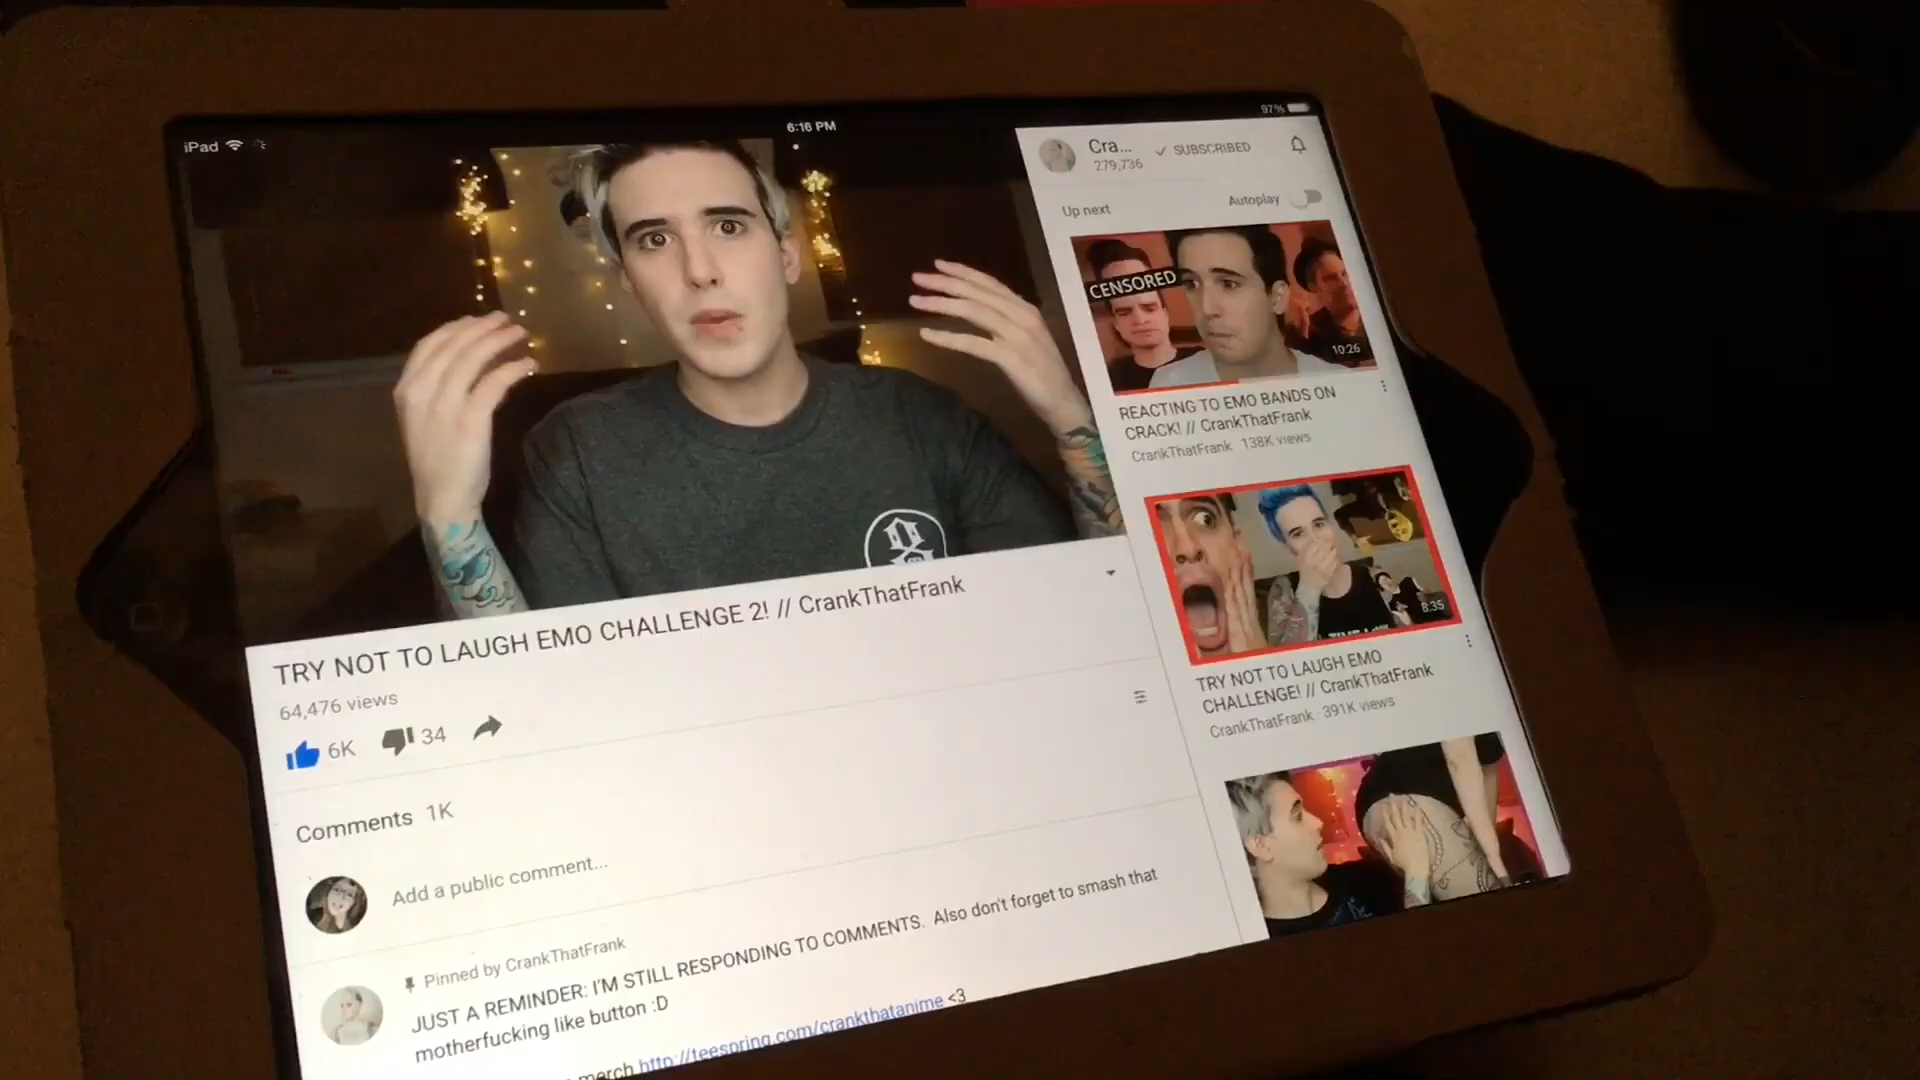 iPad
6:16 PM
97%
Cra...
279,736
SUBSCRIBED
Up next
Autoplay
CENSORED
10:26
REACTING TO EMO BANDS ON
CRACK! // CrankThatFrank
CrankThatFrank 138K views
8:35
TRY NOT TO LAUGH EMO
CHALLENGE! // CrankThatFrank
CrankThatFrank 391K views
TRY NOT TO LAUGH EMO CHALLENGE 2! // CrankThatFrank
64,476 views
6K 34
Comments 1K
Add a public comment...
Pinned by CrankThatFrank
JUST A REMINDER: I'M STILL RESPONDING TO COMMENTS. Also don't forget to smash that
motherfucking like button :D
merch http://teespring.com/crankthatanime <3